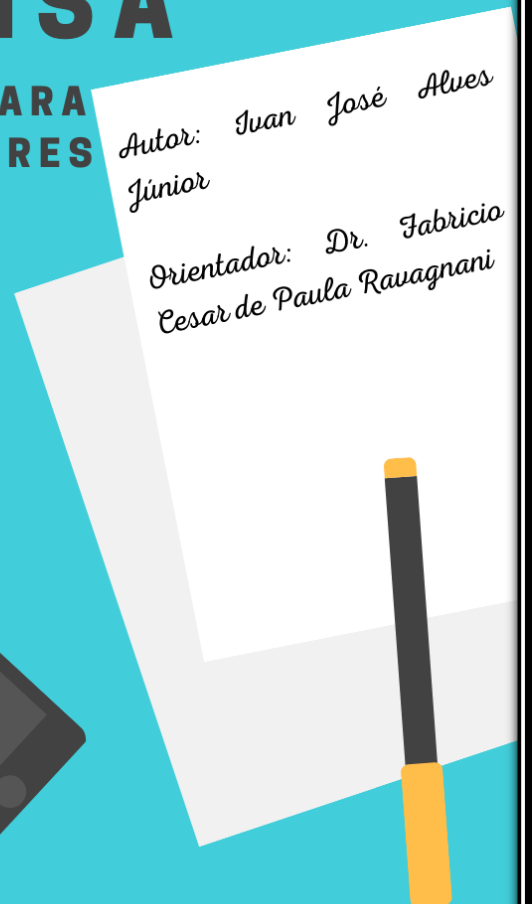 ISA
ARA
RES
Autor: Ivan José Alves
Júnior
Orientador: Dr. Fabricio
Cesar de Paula Ravagnani